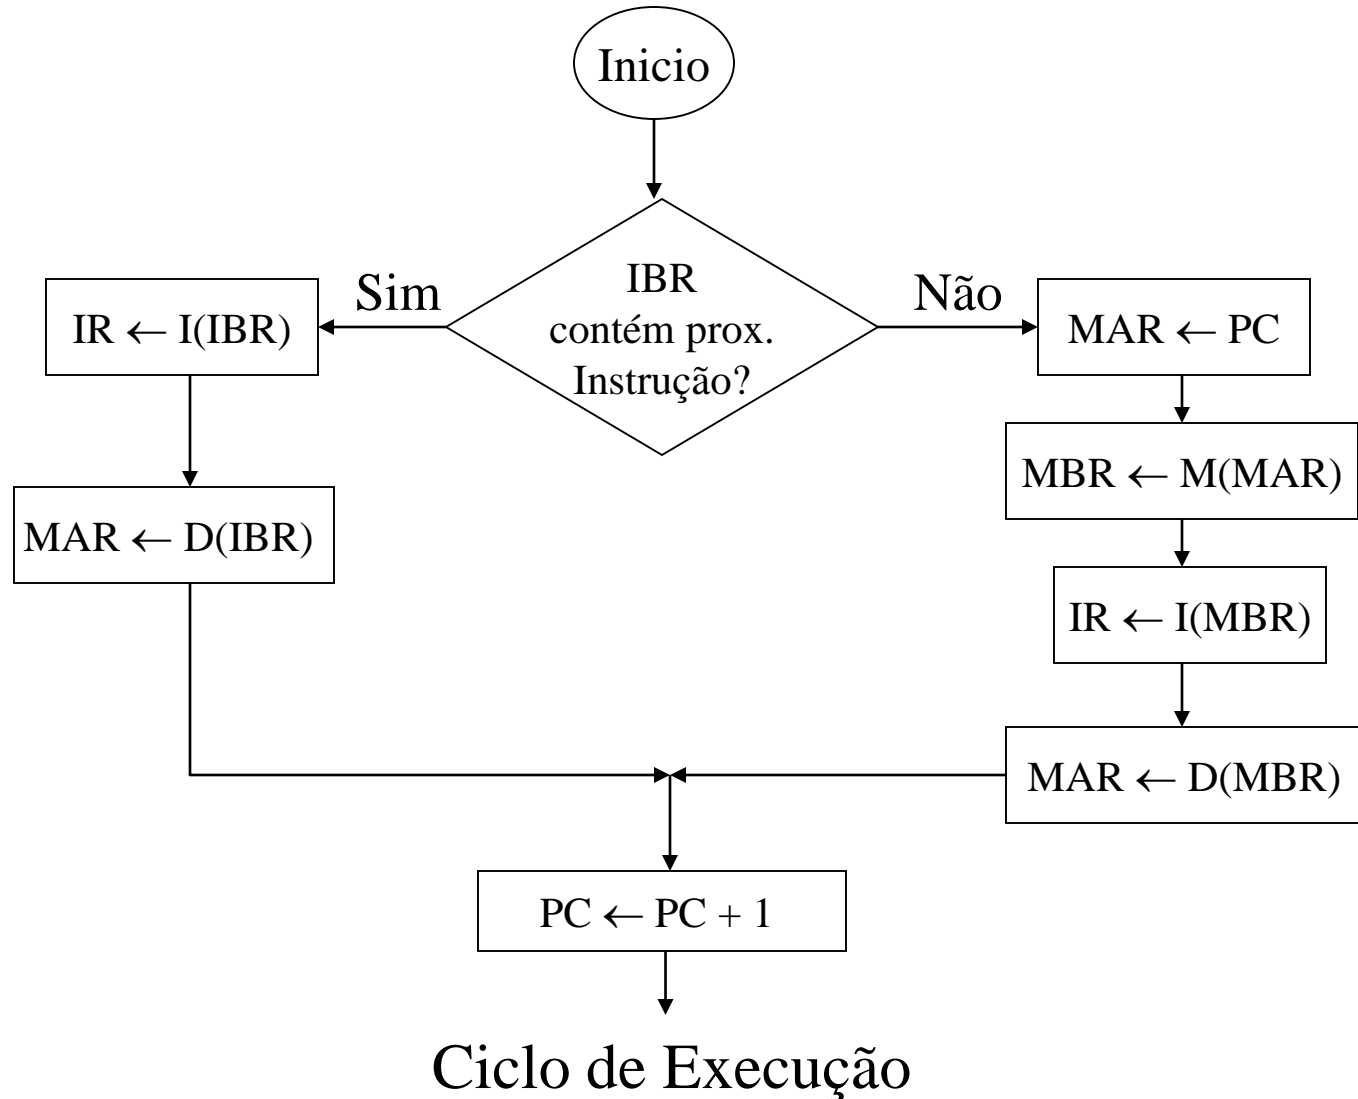 Inicio
Sim
IBR
contém prox.
Instrução?
Não
IR ← I(IBR)
MAR ← PC
MBR ← M(MAR)
MAR ← D(IBR)
IR ← I(MBR)
MAR ← D(MBR)
PC ← PC + 1
Ciclo de Execução